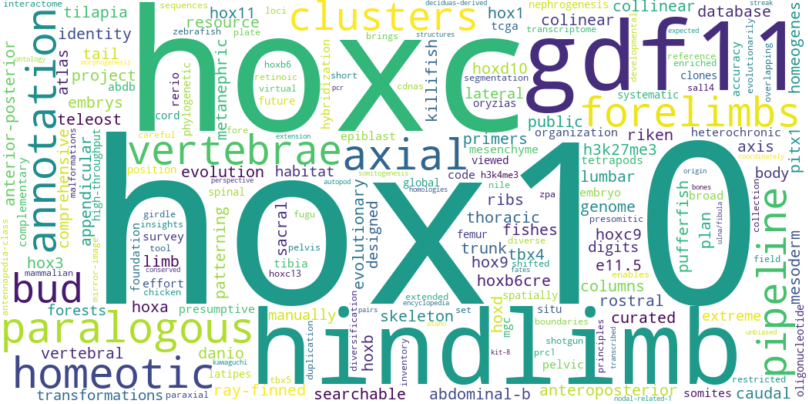 interactome
tilapia
hox11
sequences
loci
deciduas-derived
streak
zebrafish
resource
clusters
hox1
nephrogenesis
collinear
expected
identity
plate
brings
structures
tcga
transcriptome
colinear
database
annotation
ontology
tail
atlas
morphogenesis
rerio
hoxb6
retinoic
virtual
future
hoxc
short
pcr
cdnas
killifish
hoxd10
segmentation
gdf11
developmental
reference
enriched
sall4
evolutionarily
overlapping
homeogenes
project
abdb
embrys
cord
phylogenetic
metanephric
hybridization
lateral
oryzias
forelimbs
clones
accuracy
systematic
teleost
anterior-posterior
complementary
malformations
comprehensive
high-throughput
appendicular
fore
extension
epiblast
primers
public
organization
heterochronic
riken
pitx1
vertebrae
axial
mesenchyme
h3k27me3
tetrapods
axis
careful
position
somitogenesis
viewed
code
h3k4me3
coordinately
evolution
habitat
perspective
autopod
homologies
global
nile
lumbar
embryo
presomitic
origin
bones
body
antennapedia-class
mirror-image
patterning
spinal
sacral
evolutionary
designed
ribs
zpa
diverse
fishes
genome
broad
plan
collection
hox10
girdle
insights
survey
tool
fugu
pelvis
thoracic
femur
shifted
fates
hoxc9
digits
pufferfish
ulna/fibula
field
mesoderm
hox3
mammalian
foundation
conserved
limb
effort
chicken
tibia
hoxc13
trunk
tbx4
hox9
e11.5
enables
pipeline
oligonucleotide
bud
forests
hoxa
presumptive
extended
encyclopedia
hoxb6cre
spatially
columns
rostral
paralogous
vertebral
danio
kawaguchi
latipes
hindlimb
manually
duplication
pairs
diversification
hoxb
skeleton
set
inventory
hoxd
mgc
situ
boundaries
shotgun
prc1
kit-8
pelvic
principles
transcribed
curated
extreme
unbiased
homeotic
transformations
paraxial
tbx5
ray-finned
searchable
abdominal-b
nodal-related-1
anteroposterior
restricted
somites
caudal